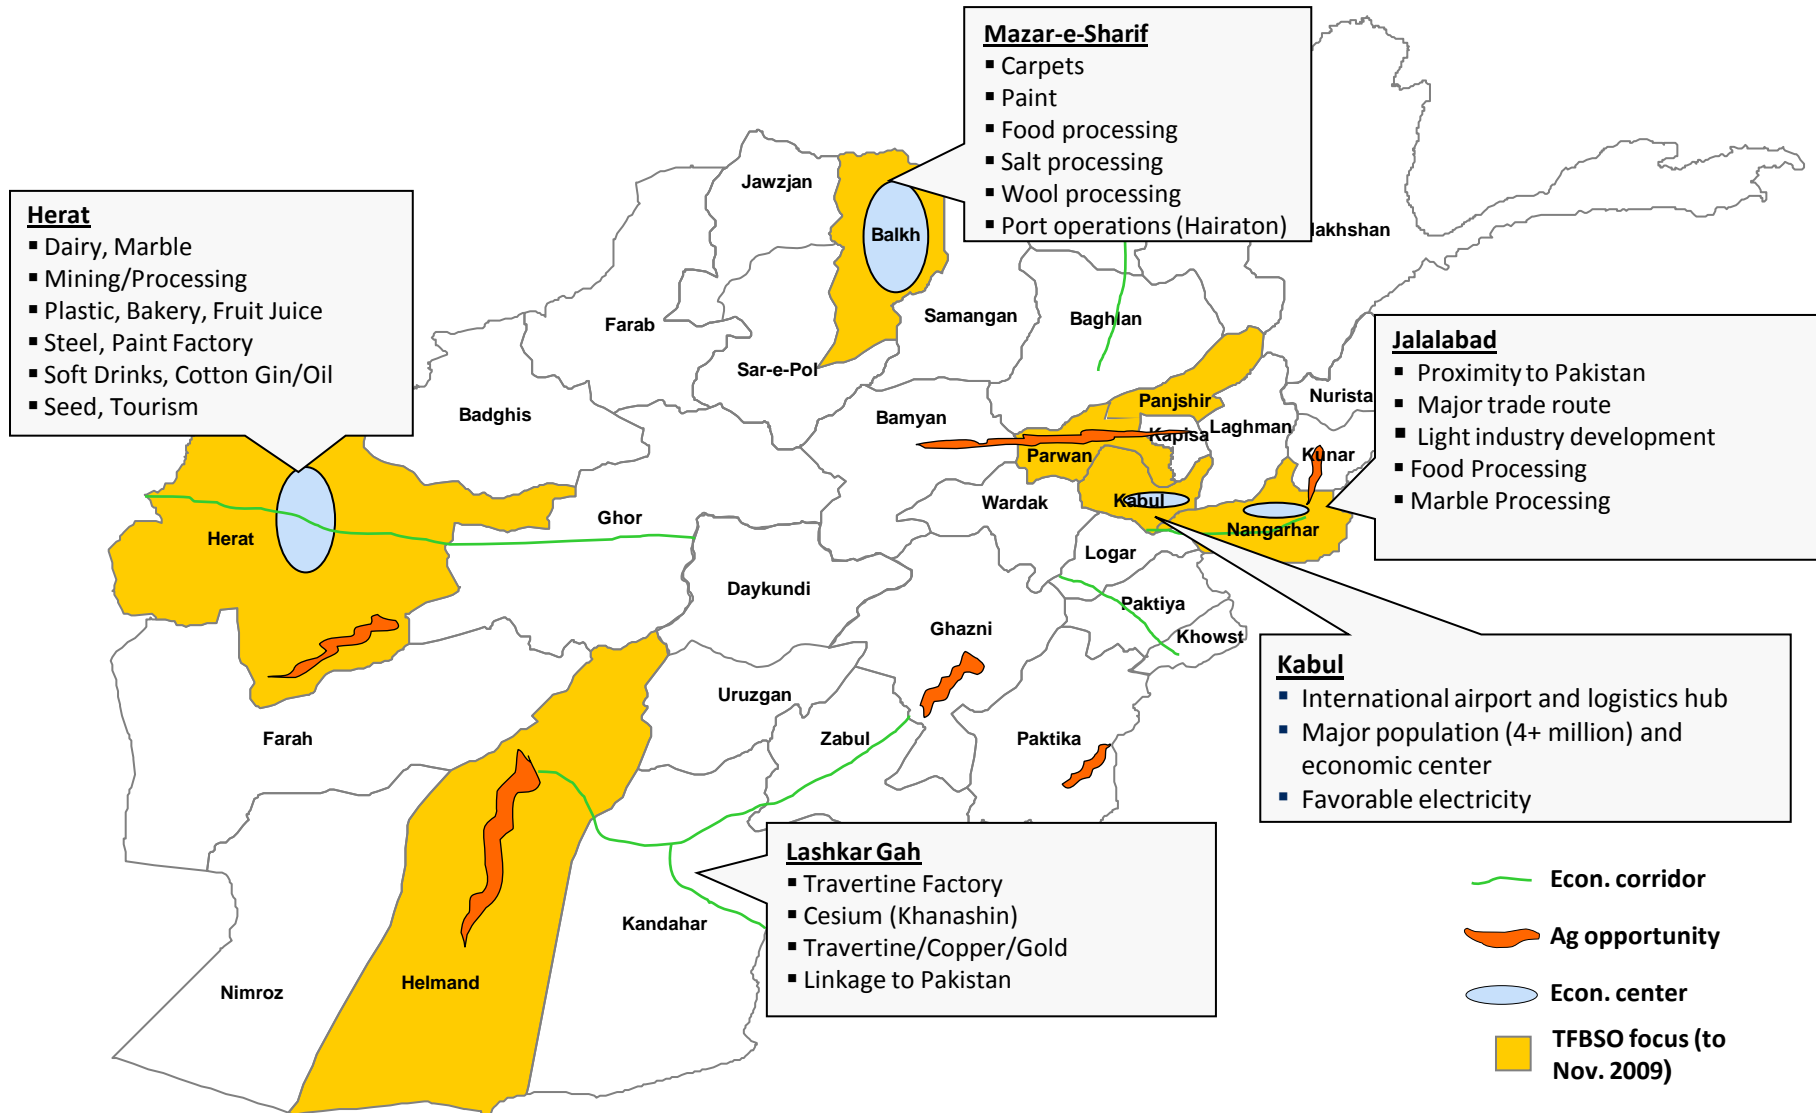 Mazar-e-Sharif
▪ Carpets
▪ Paint
▪ Food processing
▪ Salt processing
▪ Wool processing
▪ Port operations (Hairaton)
Herat
▪ Dairy, Marble
▪ Mining/Processing
▪ Plastic, Bakery, Fruit Juice
▪ Steel, Paint Factory
▪ Soft Drinks, Cotton Gin/Oil
▪ Seed, Tourism
Jalalabad
▪ Proximity to Pakistan
▪ Major trade route
▪ Light industry development
▪ Food Processing
▪ Marble Processing
Kabul
▪ International airport and logistics hub
▪ Major population (4+ million) and
economic center
▪ Favorable electricity
Lashkar Gah
▪ Travertine Factory
▪ Cesium (Khanashin)
▪ Travertine/Copper/Gold
▪ Linkage to Pakistan
Jawzjan
Balkh
lakhshan
Farab
Samangan
Baghlan
Sar-e-Pol
Badghis
Bamyan
Panjshir
Nurista
Kapisa
Laghman
Parwan
Kunar
Kabul
Wardak
Ghor
Herat
Nangarhar
Logar
Daykundi
Paktiya
Ghazni
Khowst
Uruzgan
Farah
Zabul
Paktika
Kandahar
Helmand
Nimroz
Econ. corridor
Ag opportunity
Econ. center
TFBSO focus (to
Nov. 2009)